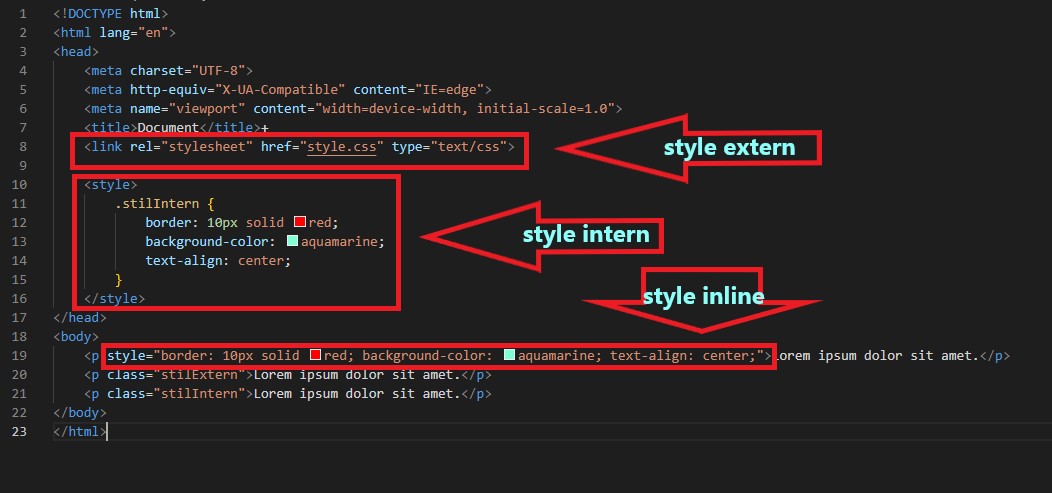 1 <!DOCTYPE html>
2 <html lang="en">
3 <head>
4 <meta charset="UTF-8">
5 <meta http-equiv="X-UA-Compatible" content="IE=edge">
6 <meta name="viewport" content="width=device-width, initial-scale=1.0">
7 <title>Document</title>+
8 <link rel="stylesheet" href="style.css" type="text/css">
style extern
9
10 <style>
11 .stilIntern {
12 border: 10px solid red;
13 background-color: aquamarine;
style intern
14 text-align: center;
15 }
16 </style>
style inline
17 </head>
18 <body>
19 <p style="border: 10px solid red; background-color: aquamarine; text-align: center;">Lorem ipsum dolor sit amet.</p>
20 <p class="stilExtern">Lorem ipsum dolor sit amet.</p>
21 <p class="stilIntern">Lorem ipsum dolor sit amet.</p>
22 </body>
23 </html>